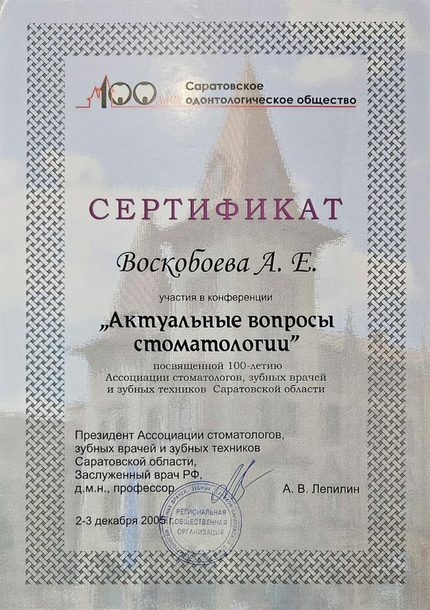 100 лет
Саратовское
одонтологическое общество
СЕРТИФИКАТ
Воскобоева А. Е.
участия в конференции
„Актуальные вопросы
стоматологии”
посвященной 100-летию
Ассоциации стоматологов, зубных врачей
и зубных техников Саратовской области
Президент Ассоциации стоматологов,
зубных врачей и зубных техников
Саратовской области,
Заслуженный врач РФ,
д.м.н., профессор А. В. Лепилин
2-3 декабря 2005 г.
РЕГИОНАЛЬНАЯ
ОБЩЕСТВЕННАЯ
ОРГАНИЗАЦИЯ